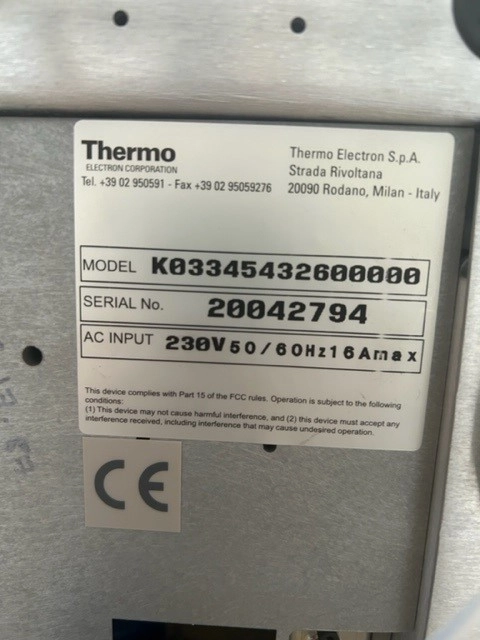 Thermo
ELECTRON CORPORATION
Tel. +39 02 950591 - Fax +39 02 95059276
Thermo Electron S.p.A.
Strada Rivoltana
20090 Rodano, Milan - Italy
MODEL K03345432600000
SERIAL No. 20042794
AC INPUT 230V50/60Hz16Amax
This device complies with Part 15 of the FCC rules. Operation is subject to the following
conditions:
(1) This device may not cause harmful interference, and (2) this device must accept any
interference received, including interference that may cause undesired operation.
CE